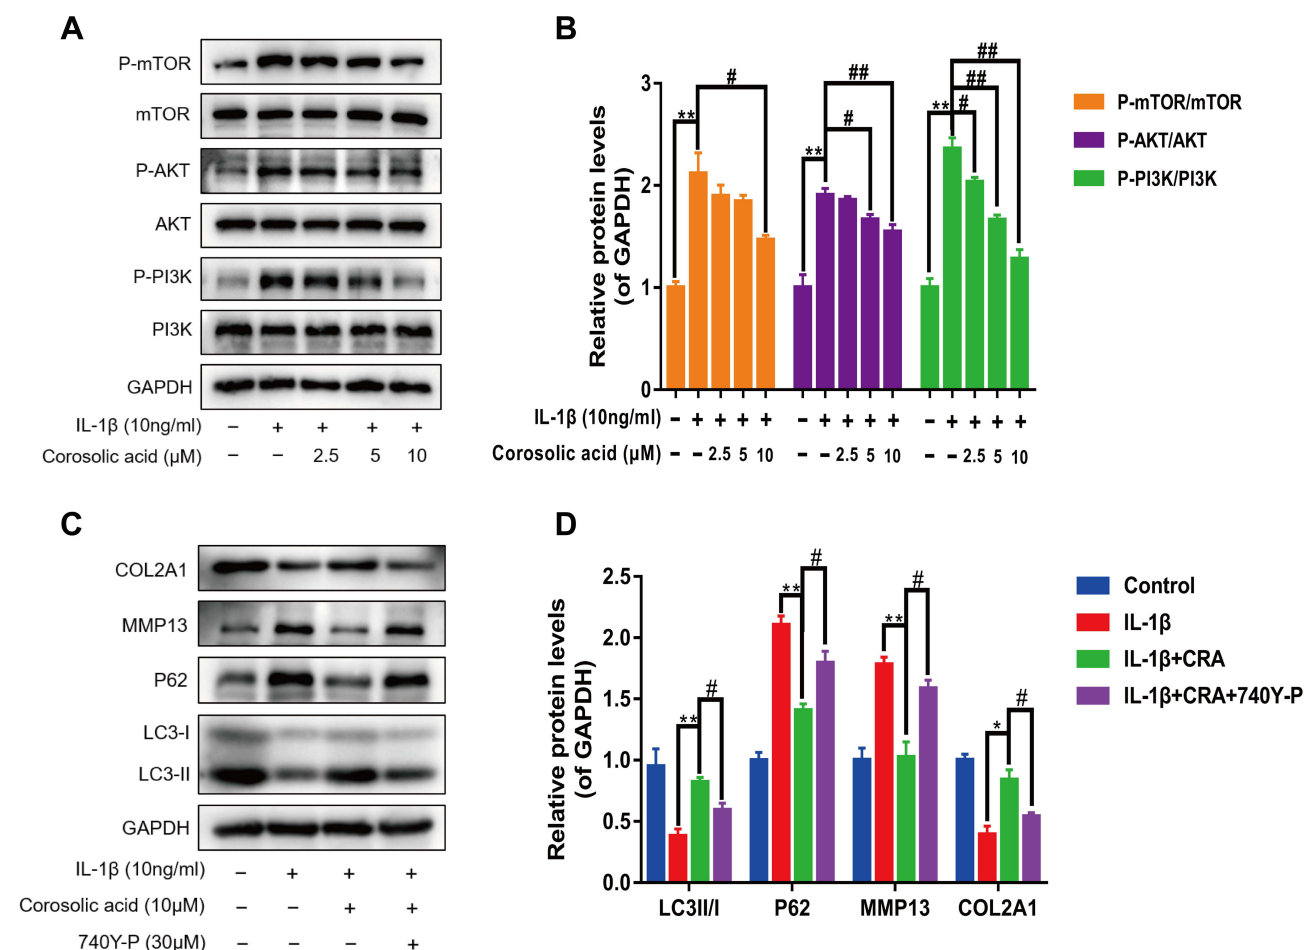 A
P-mTOR
mTOR
P-AKT
AKT
P-PI3K
PI3K
GAPDH
IL-1β (10ng/ml) – + + + +
Corosolic acid (μM) – – 2.5 5 10
B
Relative protein levels
(of GAPDH)
3
2
1
0
** #
** # ##
** # ## ##
P-mTOR/mTOR
P-AKT/AKT
P-PI3K/PI3K
IL-1β (10ng/ml) – + + + + – + + + + – + + + +
Corosolic acid (μM) – – 2.5 5 10 – – 2.5 5 10 – – 2.5 5 10
C
COL2A1
MMP13
P62
LC3-I
LC3-II
GAPDH
IL-1β (10ng/ml) – + + +
Corosolic acid (10μM) – – + +
740Y-P (30μM) – – – +
D
Relative protein levels
(of GAPDH)
2.5
2.0
1.5
1.0
0.5
0.0
** #
** #
** #
* #
LC3II/I P62 MMP13 COL2A1
Control
IL-1β
IL-1β+CRA
IL-1β+CRA+740Y-P